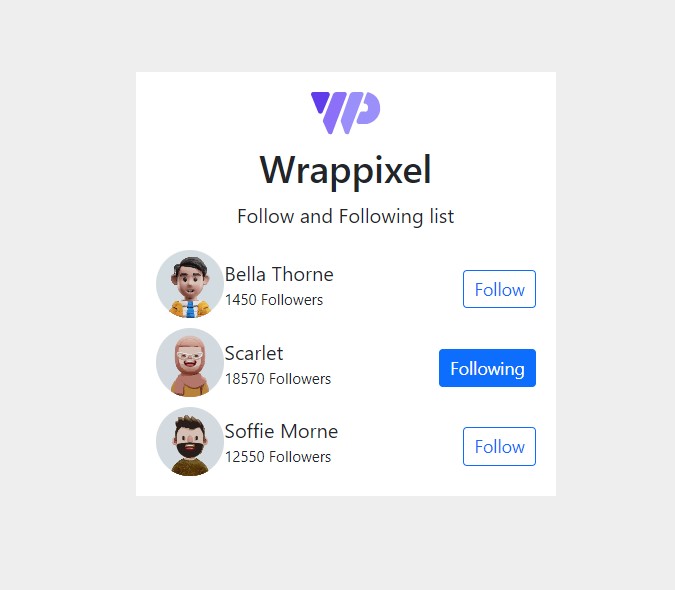 WP
Wrappixel
Follow and Following list
Bella Thorne
1450 Followers
Follow
Scarlet
18570 Followers
Following
Soffie Morne
12550 Followers
Follow